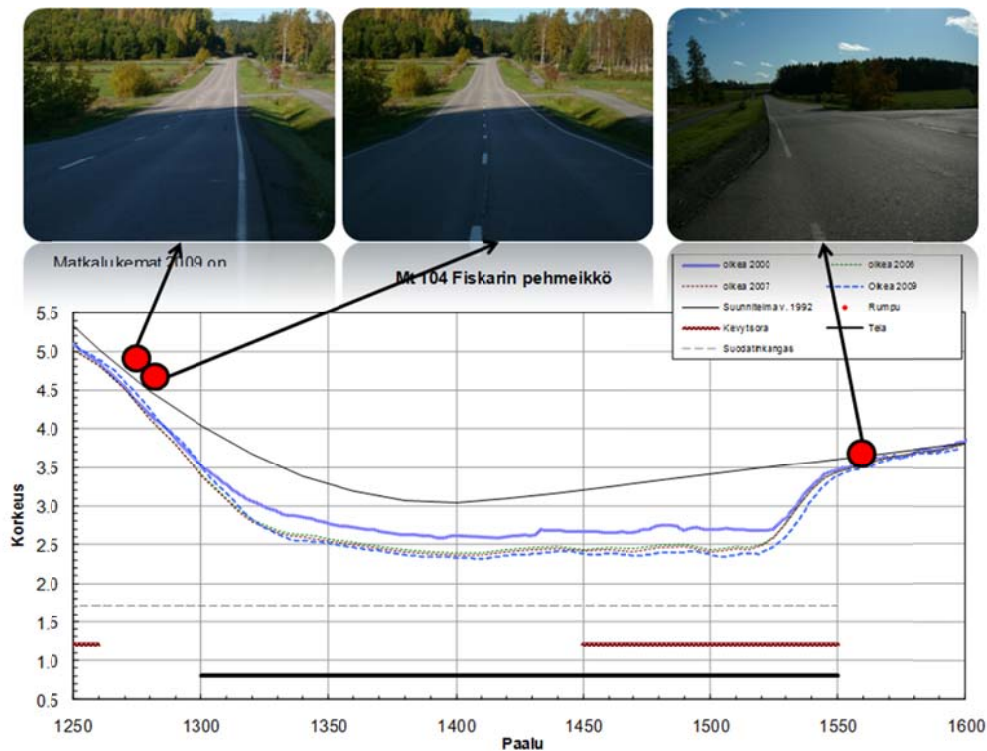 Matkalukemat 2009 on
Mt 104 Fiskarin pehmeikkö
oikea 2000
oikea 2006
oikea 2007
Oikea 2009
Suunnitelma v. 1992
Rumpu
Kevytsora
Tela
Suodatinkangas
Korkeus
5.5
5.0
4.5
4.0
3.5
3.0
2.5
2.0
1.5
1.0
0.5
1250
1300
1350
1400
1450
1500
1550
1600
Paalu